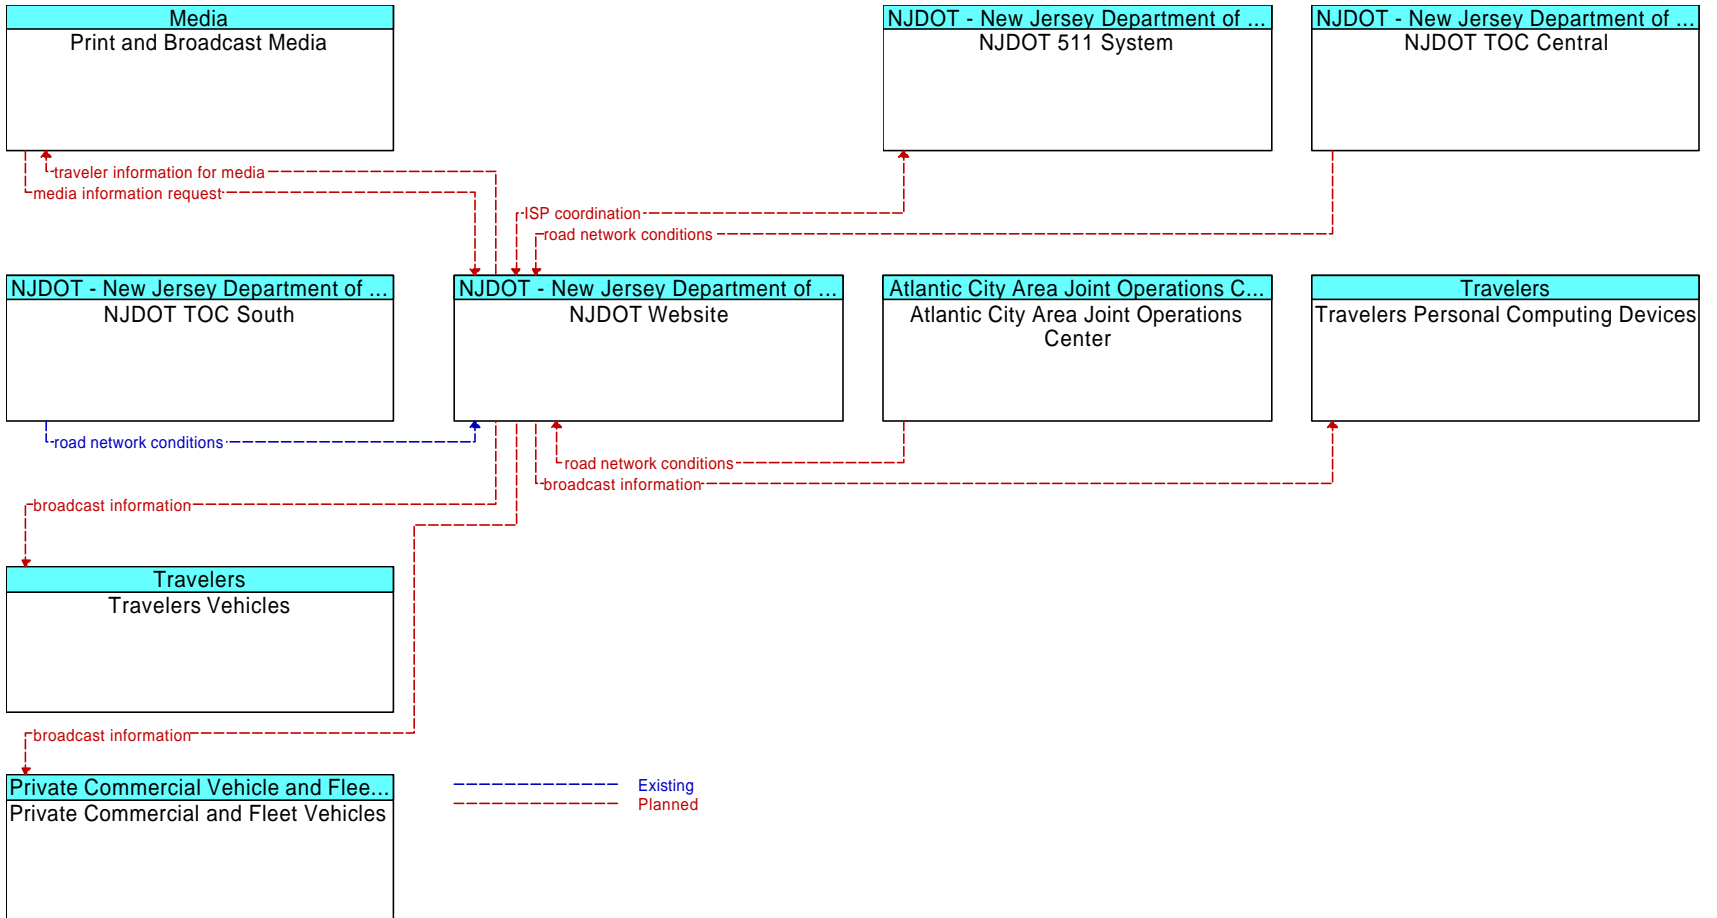 Media
Print and Broadcast Media
NJDOT - New Jersey Department of ...
NJDOT 511 System
NJDOT - New Jersey Department of ...
NJDOT TOC Central
traveler information for media
media information request
ISP coordination
road network conditions
NJDOT - New Jersey Department of ...
NJDOT TOC South
NJDOT - New Jersey Department of ...
NJDOT Website
Atlantic City Area Joint Operations C...
Atlantic City Area Joint Operations
Center
Travelers
Travelers Personal Computing Devices
road network conditions
road network conditions
broadcast information
broadcast information
Travelers
Travelers Vehicles
broadcast information
Private Commercial Vehicle and Flee...
Private Commercial and Fleet Vehicles
Existing
Planned